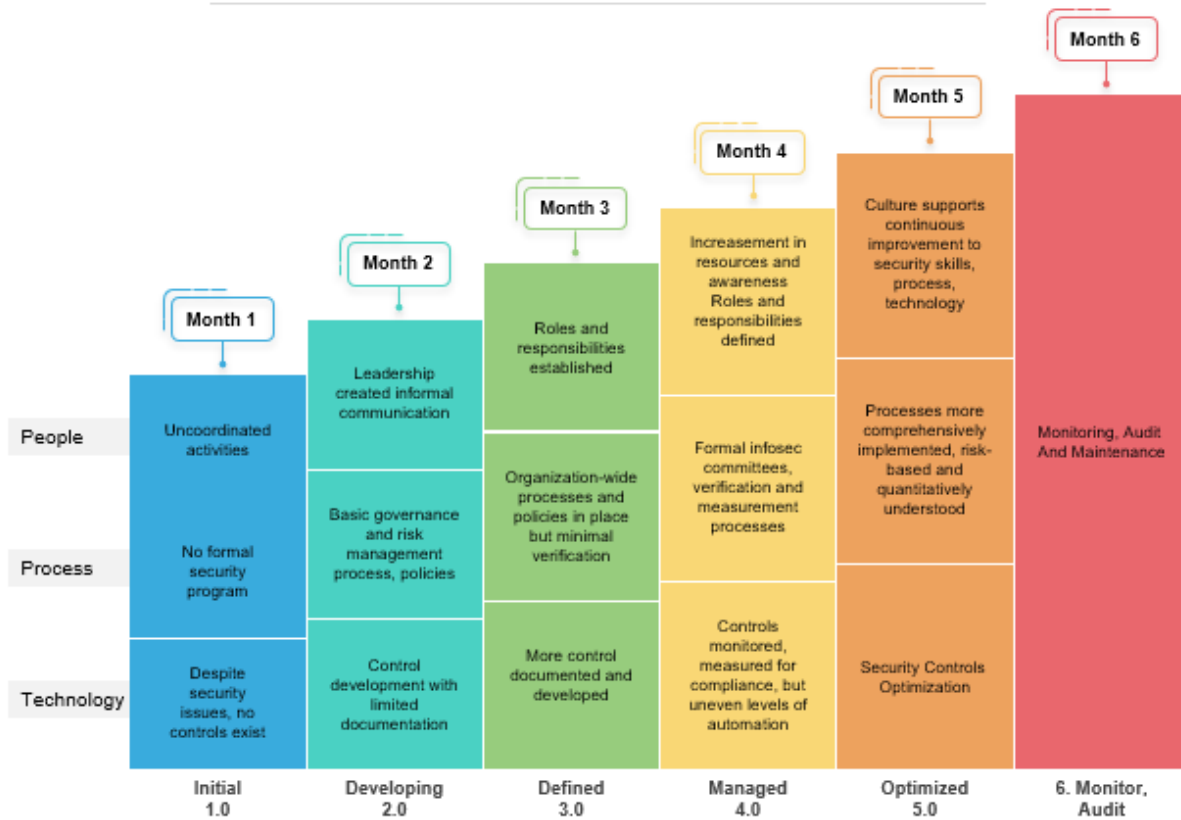 Month 1
Month 2
Month 3
Month 4
Month 5
Month 6
People
Process
Technology
Uncoordinated
activities
No formal
security
program
Despite
security
issues, no
controls exist
Leadership
created informal
communication
Basic governance
and risk
management
process, policies
Control
development with
limited
documentation
Roles and
responsibilities
established
Organization-wide
processes and
policies in place
but minimal
verification
More control
documented and
developed
Increasement in
resources and
awareness
Roles and
responsibilities
defined
Formal infosec
committees,
verification and
measurement
processes
Controls
monitored,
measured for
compliance, but
uneven levels of
automation
Culture supports
continuous
improvement to
security skills,
process,
technology
Processes more
comprehensively
implemented, risk-
based and
quantitatively
understood
Security Controls
Optimization
Monitoring, Audit
And Maintenance
Initial
1.0
Developing
2.0
Defined
3.0
Managed
4.0
Optimized
5.0
6. Monitor,
Audit